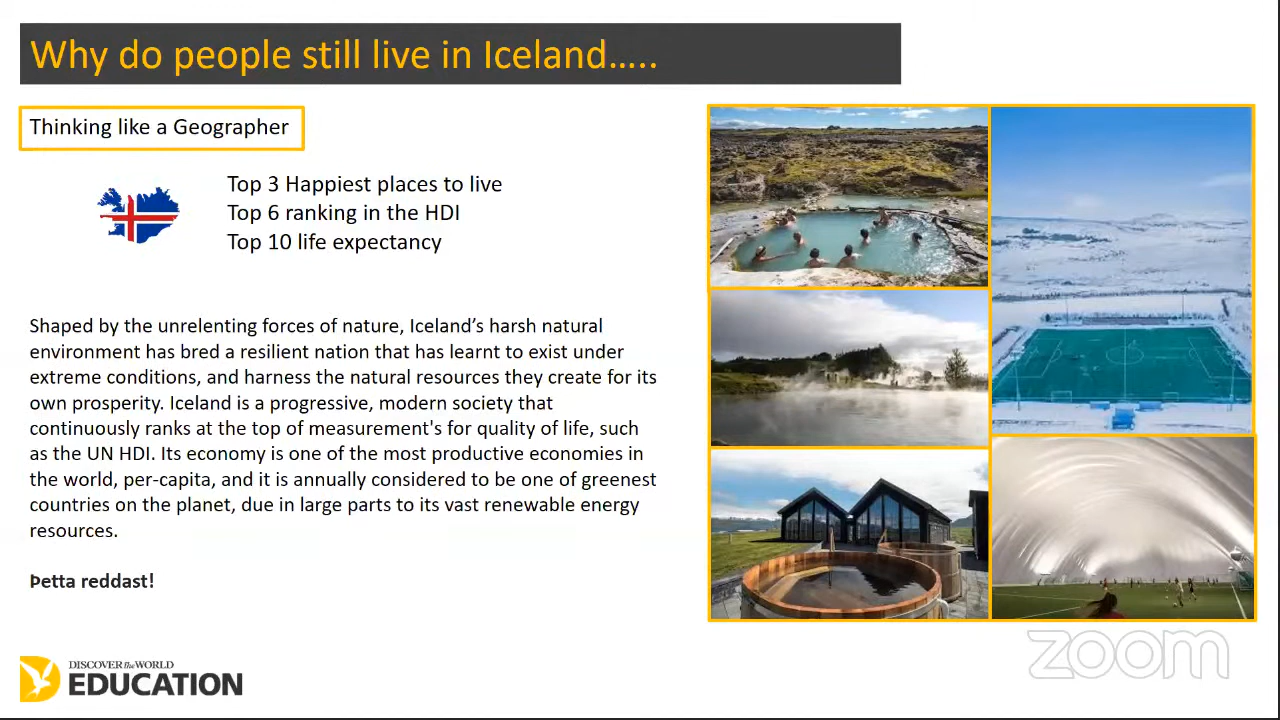 Why do people still live in Iceland…..
Thinking like a Geographer
Top 3 Happiest places to live
Top 6 ranking in the HDI
Top 10 life expectancy
Shaped by the unrelenting forces of nature, Iceland’s harsh natural
environment has bred a resilient nation that has learnt to exist under
extreme conditions, and harness the natural resources they create for its
own prosperity. Iceland is a progressive, modern society that
continuously ranks at the top of measurement's for quality of life, such
as the UN HDI. Its economy is one of the most productive economies in
the world, per-capita, and it is annually considered to be one of greenest
countries on the planet, due in large parts to its vast renewable energy
resources.
Þetta reddast!
DISCOVER the WORLD
EDUCATION
zoom